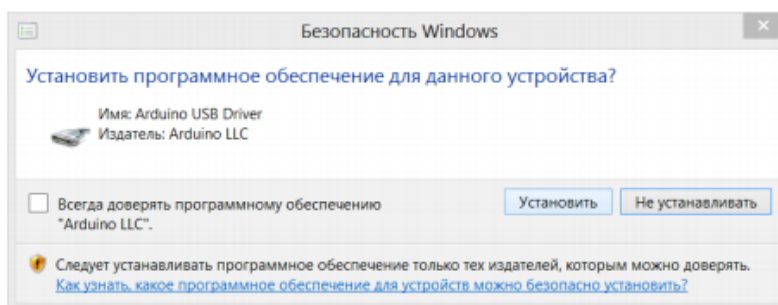 Безопасность Windows
Установить программное обеспечение для данного устройства?
Имя: Arduino USB Driver
Издатель: Arduino LLC
Всегда доверять программному обеспечению
"Arduino LLC".
Установить
Не устанавливать
Следует устанавливать программное обеспечение только тех издателей, которым можно доверять.
Как узнать, какое программное обеспечение для устройств можно безопасно установить?